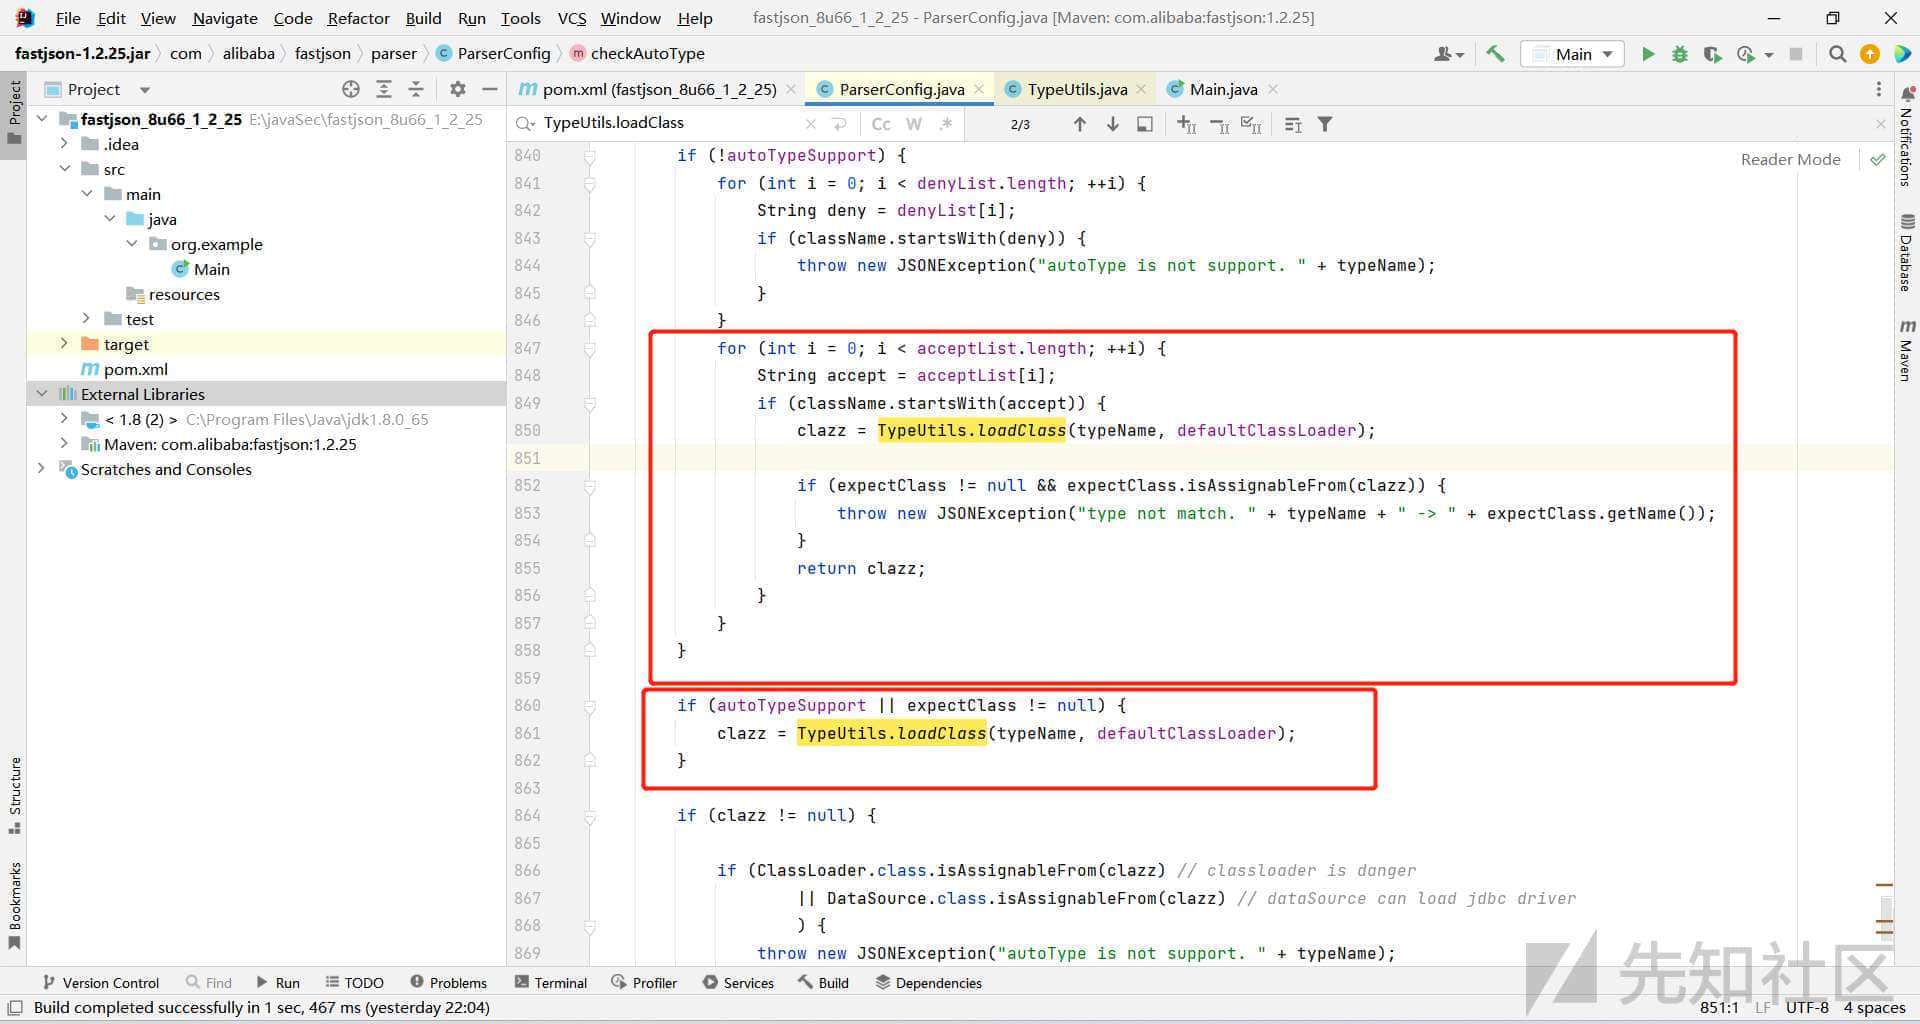 File Edit View Navigate Code Refactor Build Run Tools VCS Window Help fastjson_8u66_1_2_25 - ParserConfig.java [Maven: com.alibaba:fastjson:1.2.25]
fastjson-1.2.25.jar com alibaba fastjson parser ParserConfig checkAutoType Main
Project
pom.xml (fastjson_8u66_1_2_25) ParserConfig.java TypeUtils.java Main.java
TypeUtils.loadClass Cc W .* 2/3
Reader Mode
Project
fastjson_8u66_1_2_25 E:\javaSec\fastjson_8u66_1_2_25
.idea
src
main
java
org.example
Main
resources
test
target
pom.xml
External Libraries
< 1.8 (2) > C:\Program Files\Java\jdk1.8.0_65
Maven: com.alibaba:fastjson:1.2.25
Scratches and Consoles
840 if (!autoTypeSupport) {
841 for (int i = 0; i < denyList.length; ++i) {
842 String deny = denyList[i];
843 if (className.startsWith(deny)) {
844 throw new JSONException("autoType is not support. " + typeName);
845 }
846 }
847 for (int i = 0; i < acceptList.length; ++i) {
848 String accept = acceptList[i];
849 if (className.startsWith(accept)) {
850 clazz = TypeUtils.loadClass(typeName, defaultClassLoader);
851
852 if (expectClass != null && expectClass.isAssignableFrom(clazz)) {
853 throw new JSONException("type not match. " + typeName + " -> " + expectClass.getName());
854 }
855 return clazz;
856 }
857 }
858 }
859
860 if (autoTypeSupport || expectClass != null) {
861 clazz = TypeUtils.loadClass(typeName, defaultClassLoader);
862 }
863
864 if (clazz != null) {
865
866 if (ClassLoader.class.isAssignableFrom(clazz) // classloader is danger
867 || DataSource.class.isAssignableFrom(clazz) // dataSource can load jdbc driver
868 ) {
869 throw new JSONException("autoType is not support. " + typeName);
Notifications
Database
m Maven
Structure
Bookmarks
Version Control Find Run TODO Problems Terminal Profiler Services Build Dependencies
Build completed successfully in 1 sec, 467 ms (yesterday 22:04) 851:1 LF UTF-8 4 spaces
先知社区